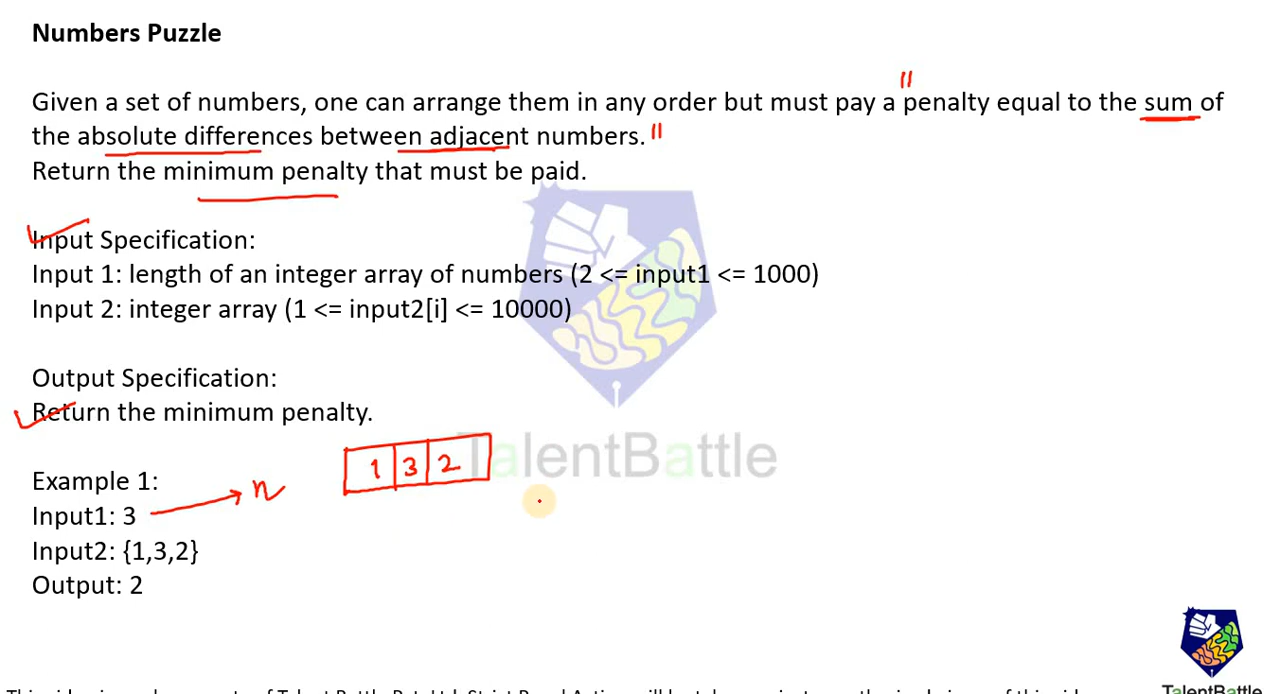 Numbers Puzzle
Given a set of numbers, one can arrange them in any order but must pay a penalty equal to the sum of
the absolute differences between adjacent numbers.
Return the minimum penalty that must be paid.
Input Specification:
Input 1: length of an integer array of numbers (2 <= input1 <= 1000)
Input 2: integer array (1 <= input2[i] <= 10000)
Output Specification:
Return the minimum penalty.
1 3 2
TalentBattle
Example 1:
n
Input1: 3
Input2: {1,3,2}
Output: 2
TalentBattle